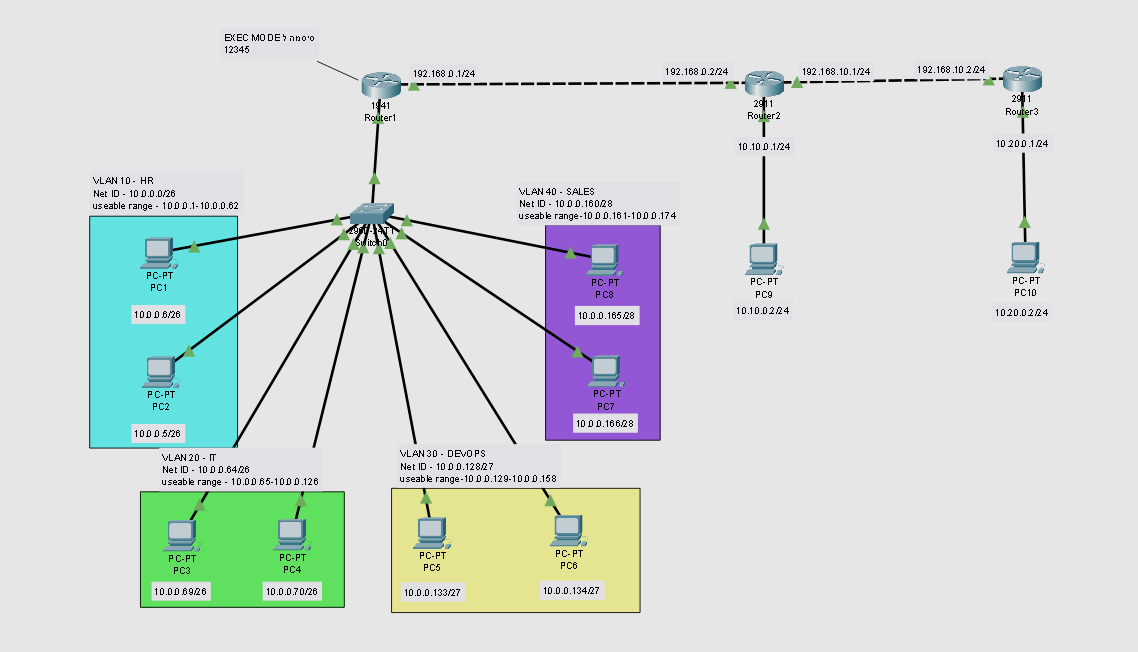 EXEC MODE סיסמה ל
12345
192.168.0.1/24
192.168.0.2/24
192.168.10.1/24
192.168.10.2/24
1941
Router1
2911
Router2
2911
Router3
10.10.0.1/24
10.20.0.1/24
VLAN 10 - HR
Net ID - 10.0.0.0/26
useable range - 10.0.0.1-10.0.0.62
VLAN 40 - SALES
Net ID - 10.0.0.160/28
useable range-10.0.0.161-10.0.0.174
2960-24TT
Switch0
PC-PT
PC1
10.0.0.6/26
PC-PT
PC8
10.0.0.165/28
PC-PT
PC9
10.10.0.2/24
PC-PT
PC10
10.20.0.2/24
PC-PT
PC2
10.0.0.5/26
PC-PT
PC7
10.0.0.166/28
VLAN 20 - IT
Net ID - 10.0.0.64/26
useable range - 10.0.0.65-10.0.0.126
VLAN 30 - DEVOPS
Net ID - 10.0.0.128/27
useable range-10.0.0.129-10.0.0.158
PC-PT
PC3
10.0.0.69/26
PC-PT
PC4
10.0.0.70/26
PC-PT
PC5
10.0.0.133/27
PC-PT
PC6
10.0.0.134/27